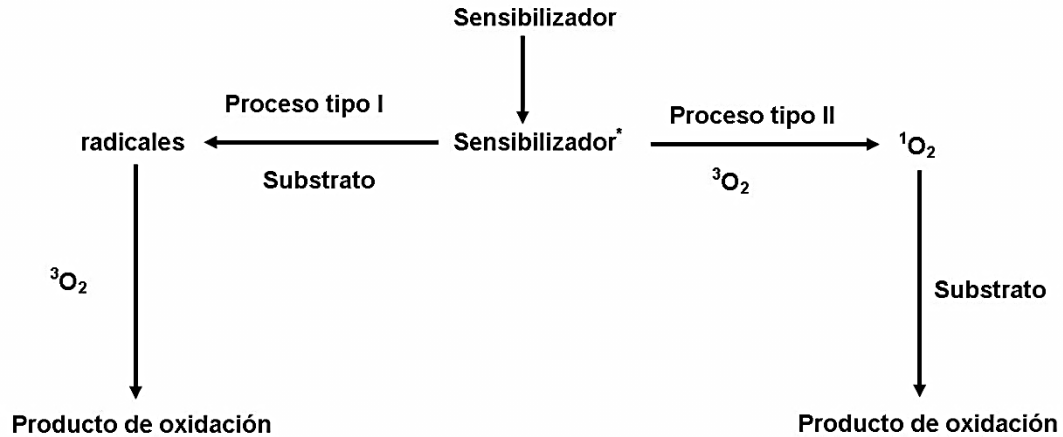 Sensibilizador
Proceso tipo I
Proceso tipo II
radicales
Sensibilizador*
¹O₂
Substrato
³O₂
³O₂
Substrato
Producto de oxidación
Producto de oxidación